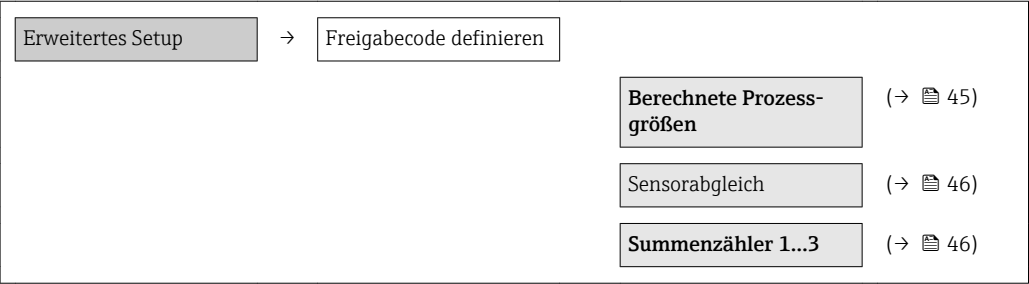 Erweitertes Setup → Freigabecode definieren
Berechnete Prozess- (→ 45)
größen
Sensorabgleich (→ 46)
Summenzähler 1...3 (→ 46)